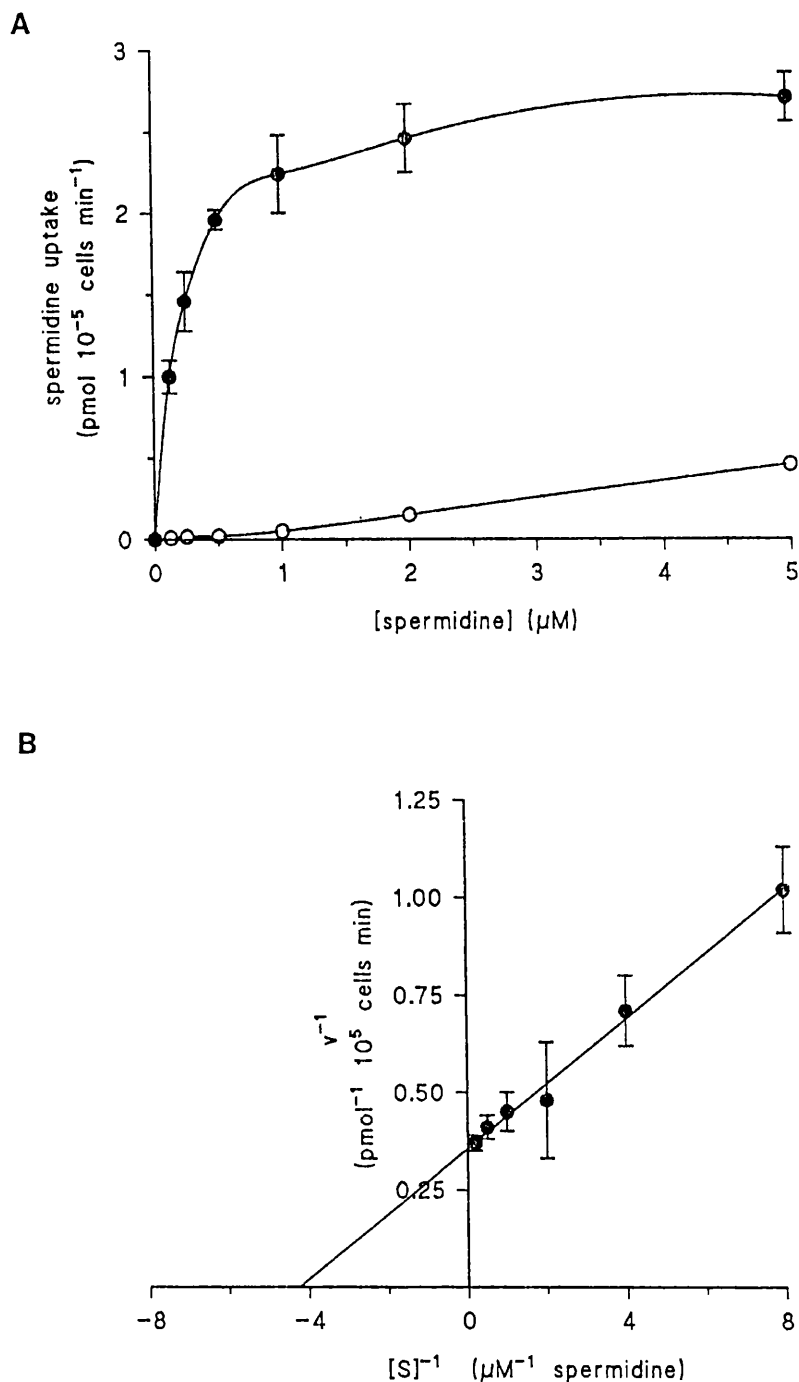 A
3
2
1
0
spermidine uptake
(pmol 10⁻⁵ cells min⁻¹)
0 1 2 3 4 5
[spermidine] (µM)
B
1.25
1.00
0.75
0.50
0.25
v⁻¹
(pmol⁻¹ 10⁵ cells min)
-8 -4 0 4 8
[S]⁻¹ (µM⁻¹ spermidine)